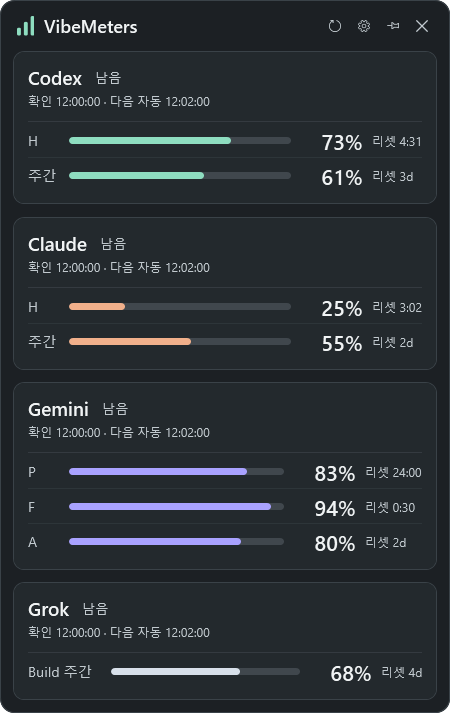 VibeMeters
Codex 남음
확인 12:00:00 · 다음 자동 12:02:00
H 73% 리셋 4:31
주간 61% 리셋 3d
Claude 남음
확인 12:00:00 · 다음 자동 12:02:00
H 25% 리셋 3:02
주간 55% 리셋 2d
Gemini 남음
확인 12:00:00 · 다음 자동 12:02:00
P 83% 리셋 24:00
F 94% 리셋 0:30
A 80% 리셋 2d
Grok 남음
확인 12:00:00 · 다음 자동 12:02:00
Build 주간 68% 리셋 4d